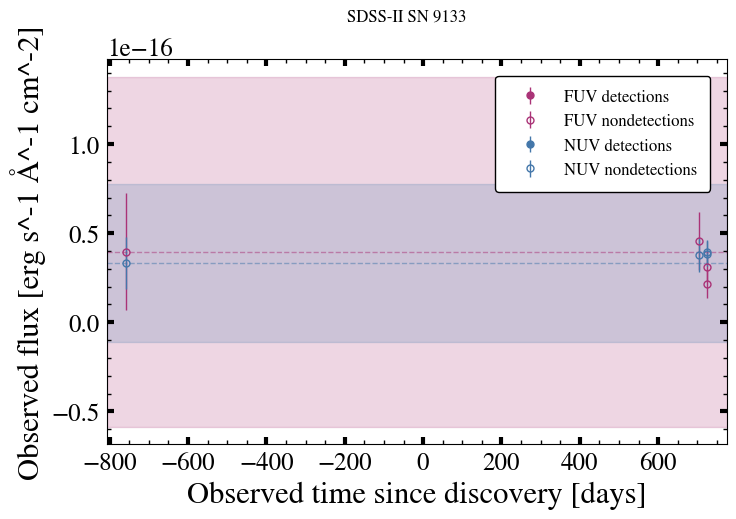 SDSS-II SN 9133
1e−16
FUV detections
FUV nondetections
NUV detections
NUV nondetections
1.0
0.5
0.0
−0.5
Observed flux [erg s^-1 Å^-1 cm^-2]
−800 −600 −400 −200 0 200 400 600
Observed time since discovery [days]